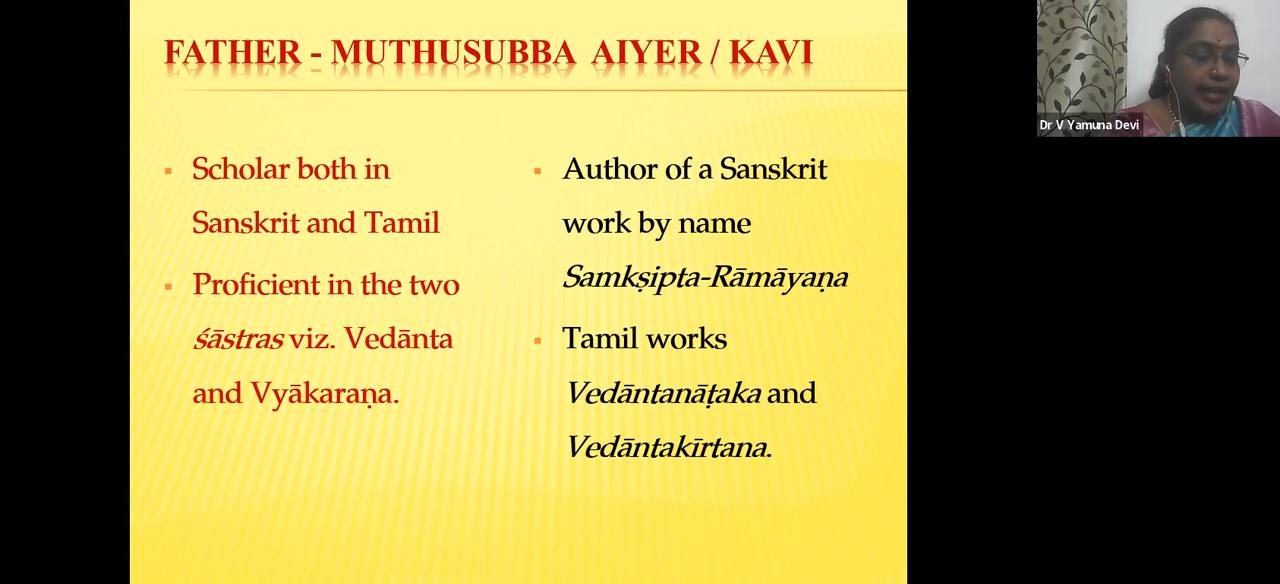 FATHER - MUTHUSUBBA AIYER / KAVI
Scholar both in
Sanskrit and Tamil
Proficient in the two
śāstras viz. Vedānta
and Vyākaraṇa.
Author of a Sanskrit
work by name
Samkṣipta-Rāmāyaṇa
Tamil works
Vedāntanāṭaka and
Vedāntakīrtana.
Dr V Yamuna Devi